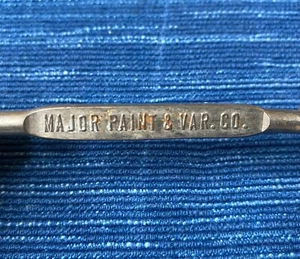 MAJOR PAINT & VAR. CO.